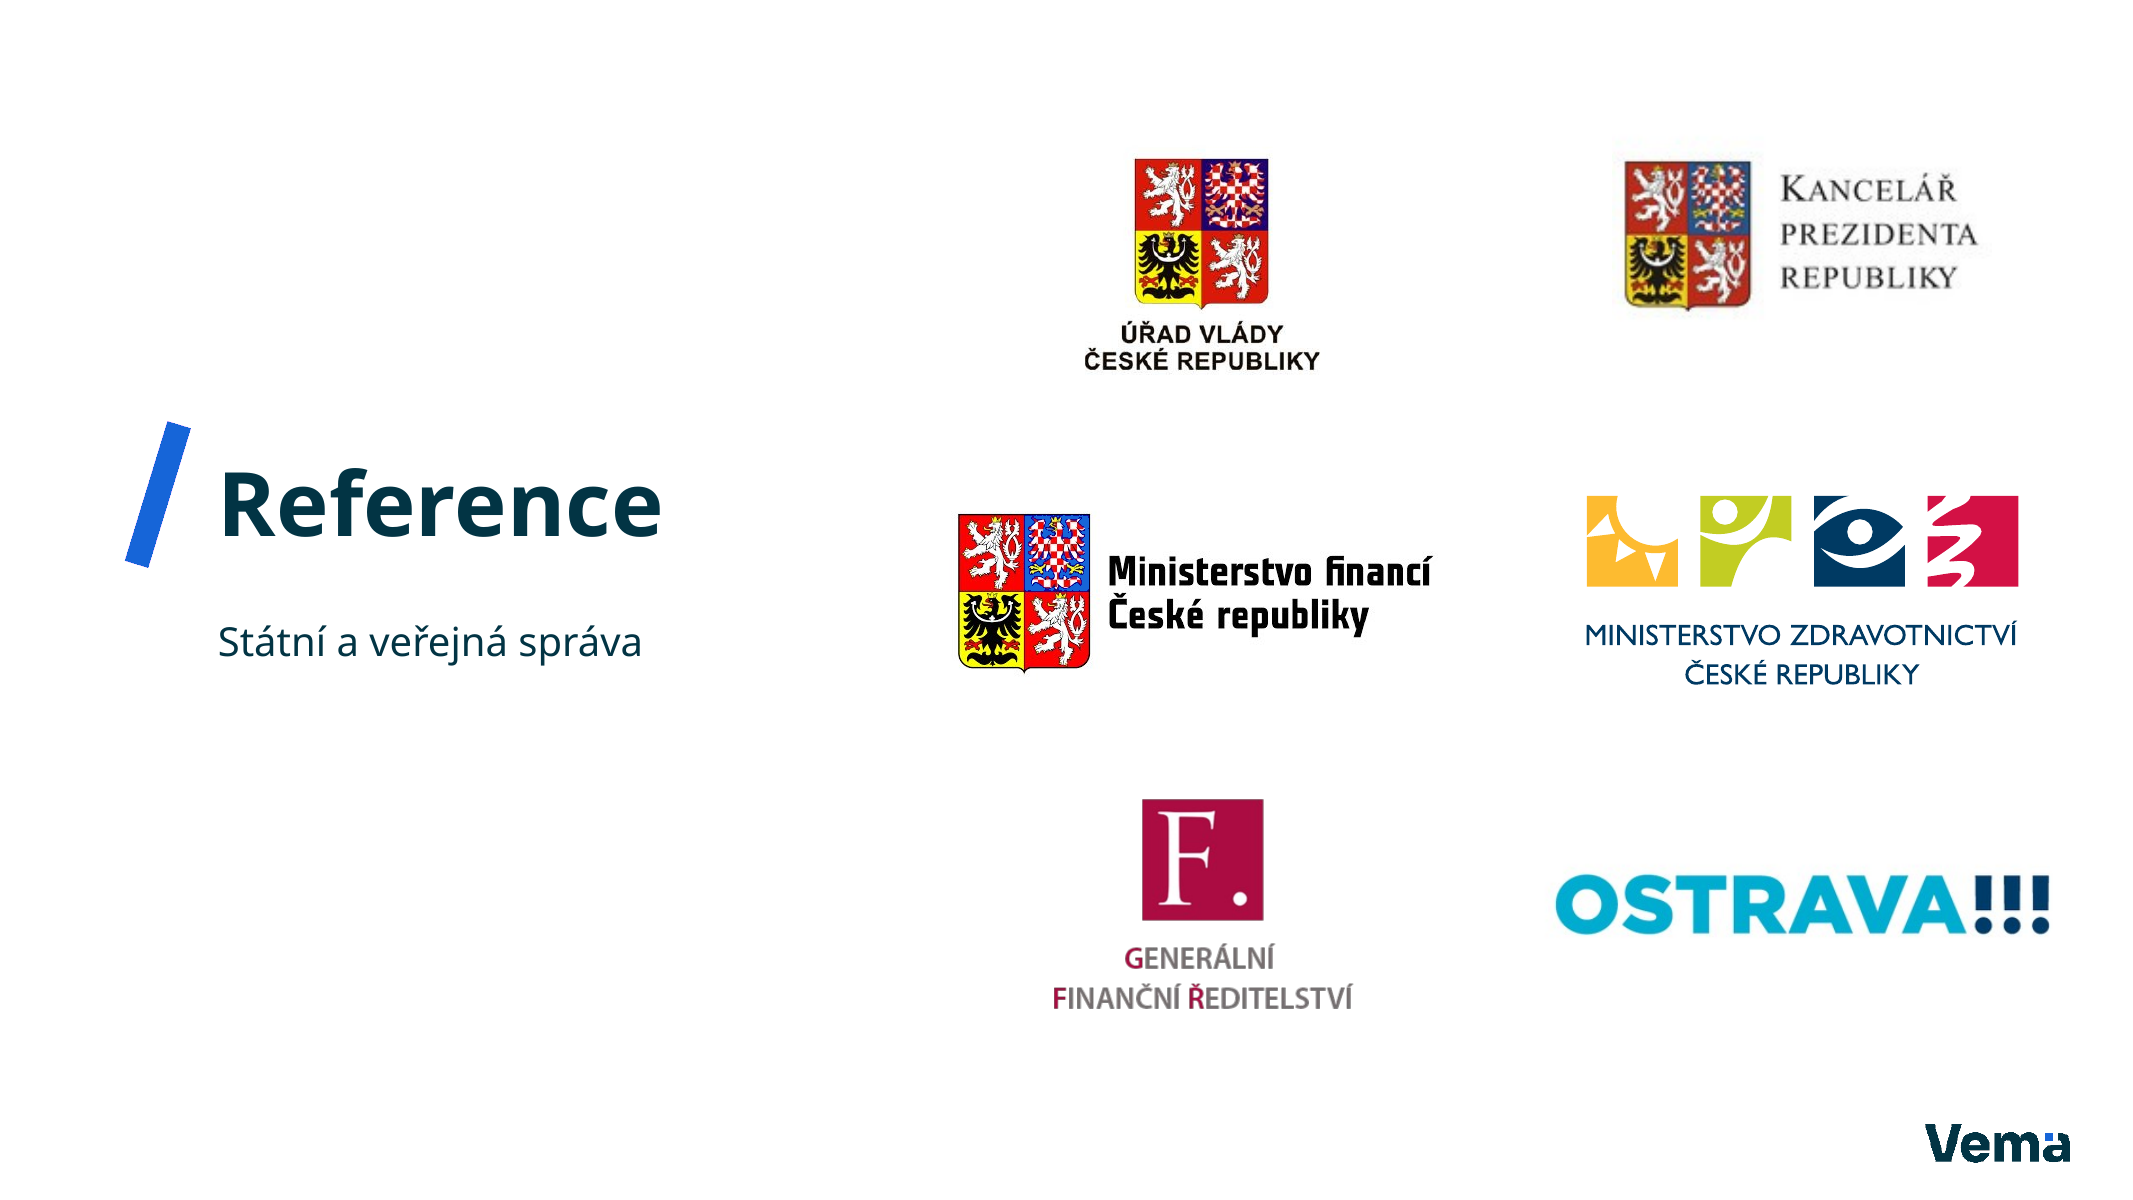 Reference
Státní a veřejná správa
ÚŘAD VLÁDY
ČESKÉ REPUBLIKY
KANCELÁŘ
PREZIDENTA
REPUBLIKY
Ministerstvo financí
České republiky
MINISTERSTVO ZDRAVOTNICTVÍ
ČESKÉ REPUBLIKY
F.
GENERÁLNÍ
FINANČNÍ ŘEDITELSTVÍ
OSTRAVA!!!
Vema